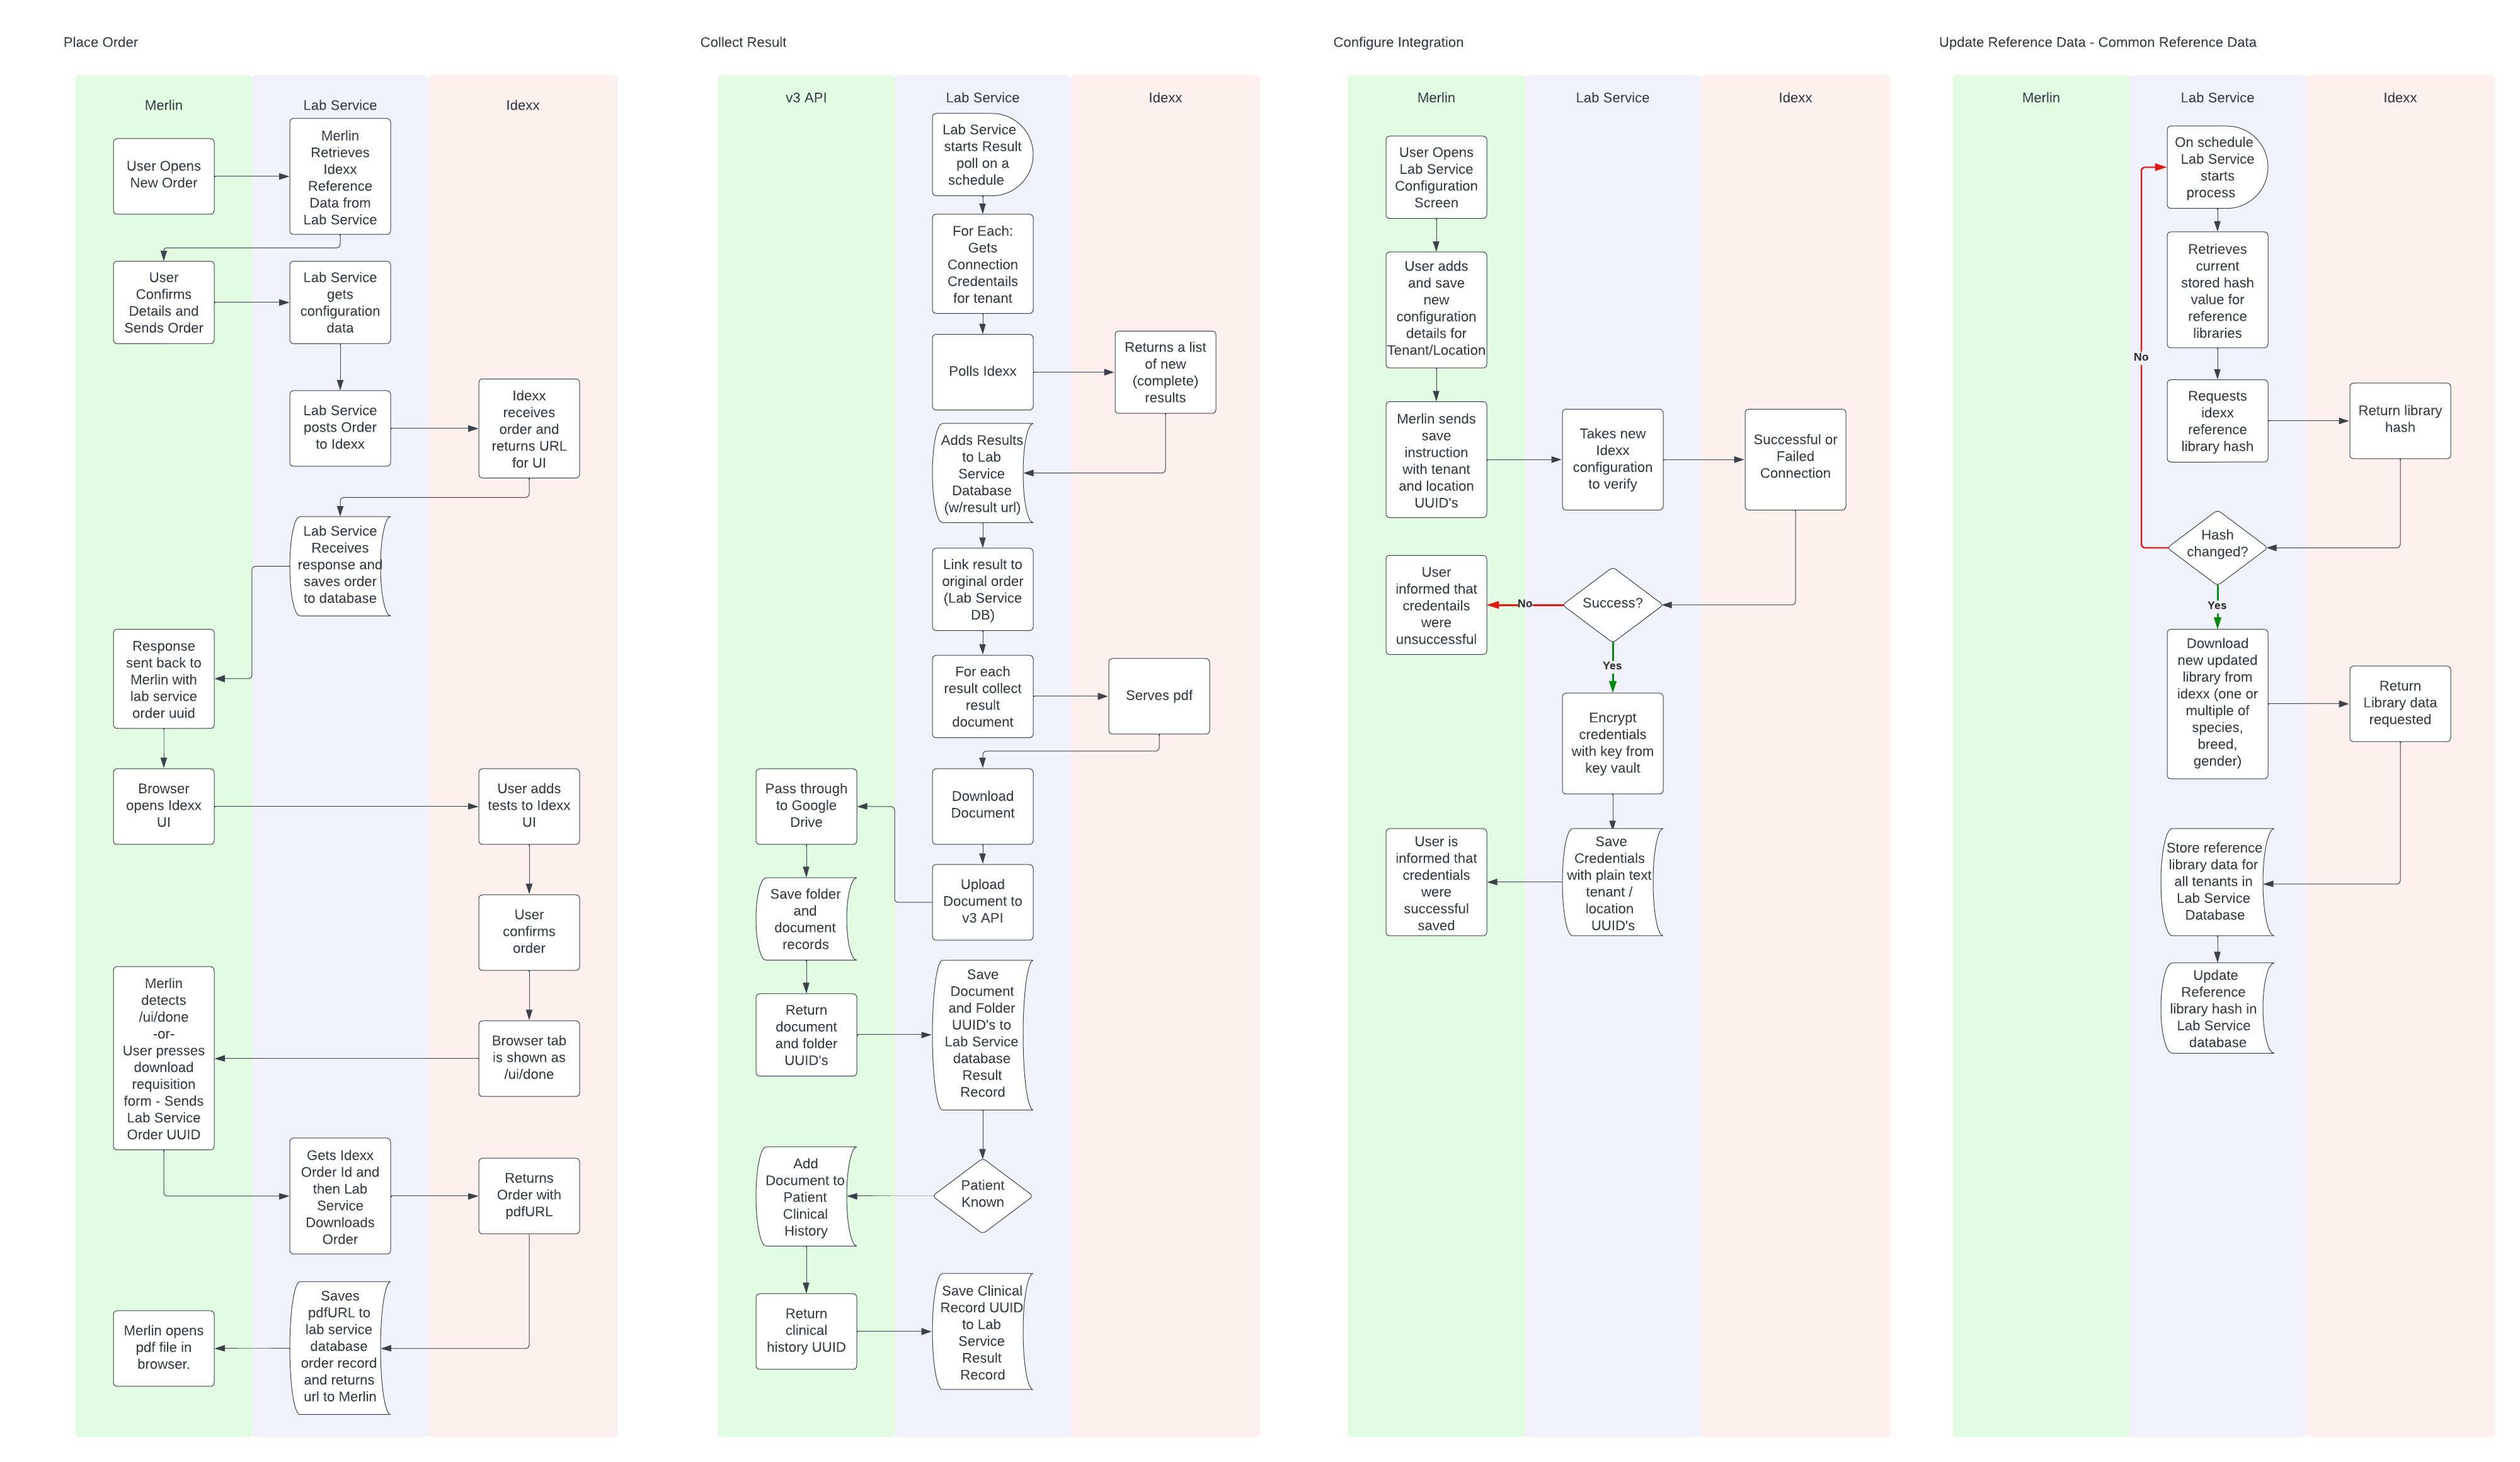 Place Order
Merlin
Lab Service
Idexx
User Opens
New Order
Merlin
Retrieves
Idexx
Reference
Data from
Lab Service
User
Confirms
Details and
Sends Order
Lab Service
gets
configuration
data
Lab Service
posts Order
to Idexx
Idexx
receives
order and
returns URL
for UI
Lab Service
Receives
response and
saves order
to database
Response
sent back to
Merlin with
lab service
order uuid
Browser
opens Idexx
UI
User adds
tests to Idexx
UI
User
confirms
order
Browser tab
is shown as
/ui/done
Merlin
detects
/ui/done
-or-
User presses
download
requisition
form - Sends
Lab Service
Order UUID
Gets Idexx
Order Id and
then Lab
Service
Downloads
Order
Returns
Order with
pdfURL
Saves
pdfURL to
lab service
database
order record
and returns
url to Merlin
Merlin opens
pdf file in
browser.
Collect Result
v3 API
Lab Service
Idexx
Lab Service
starts Result
poll on a
schedule
For Each:
Gets
Connection
Credentails
for tenant
Polls Idexx
Returns a list
of new
(complete)
results
Adds Results
to Lab
Service
Database
(w/result url)
Link result to
original order
(Lab Service
DB)
For each
result collect
result
document
Serves pdf
Download
Document
Upload
Document to
v3 API
Pass through
to Google
Drive
Save folder
and
document
records
Return
document
and folder
UUID's
Save
Document
and Folder
UUID's to
Lab Service
database
Result
Record
Patient
Known
Add
Document to
Patient
Clinical
History
Return
clinical
history UUID
Save Clinical
Record UUID
to Lab
Service
Result
Record
Configure Integration
Merlin
Lab Service
Idexx
User Opens
Lab Service
Configuration
Screen
User adds
and save
new
configuration
details for
Tenant/Location
Merlin sends
save
instruction
with tenant
and location
UUID's
Takes new
Idexx
configuration
to verify
Successful or
Failed
Connection
Success?
No
User
informed that
credentails
were
unsuccessful
Yes
Encrypt
credentials
with key from
key vault
Save
Credentials
with plain text
tenant /
location
UUID's
User is
informed that
credentials
were
successful
saved
Update Reference Data - Common Reference Data
Merlin
Lab Service
Idexx
On schedule
Lab Service
starts
process
Retrieves
current
stored hash
value for
reference
libraries
Requests
idexx
reference
library hash
Return library
hash
Hash
changed?
No
Yes
Download
new updated
library from
idexx (one or
multiple of
species,
breed,
gender)
Return
Library data
requested
Store reference
library data for
all tenants in
Lab Service
Database
Update
Reference
library hash in
Lab Service
database